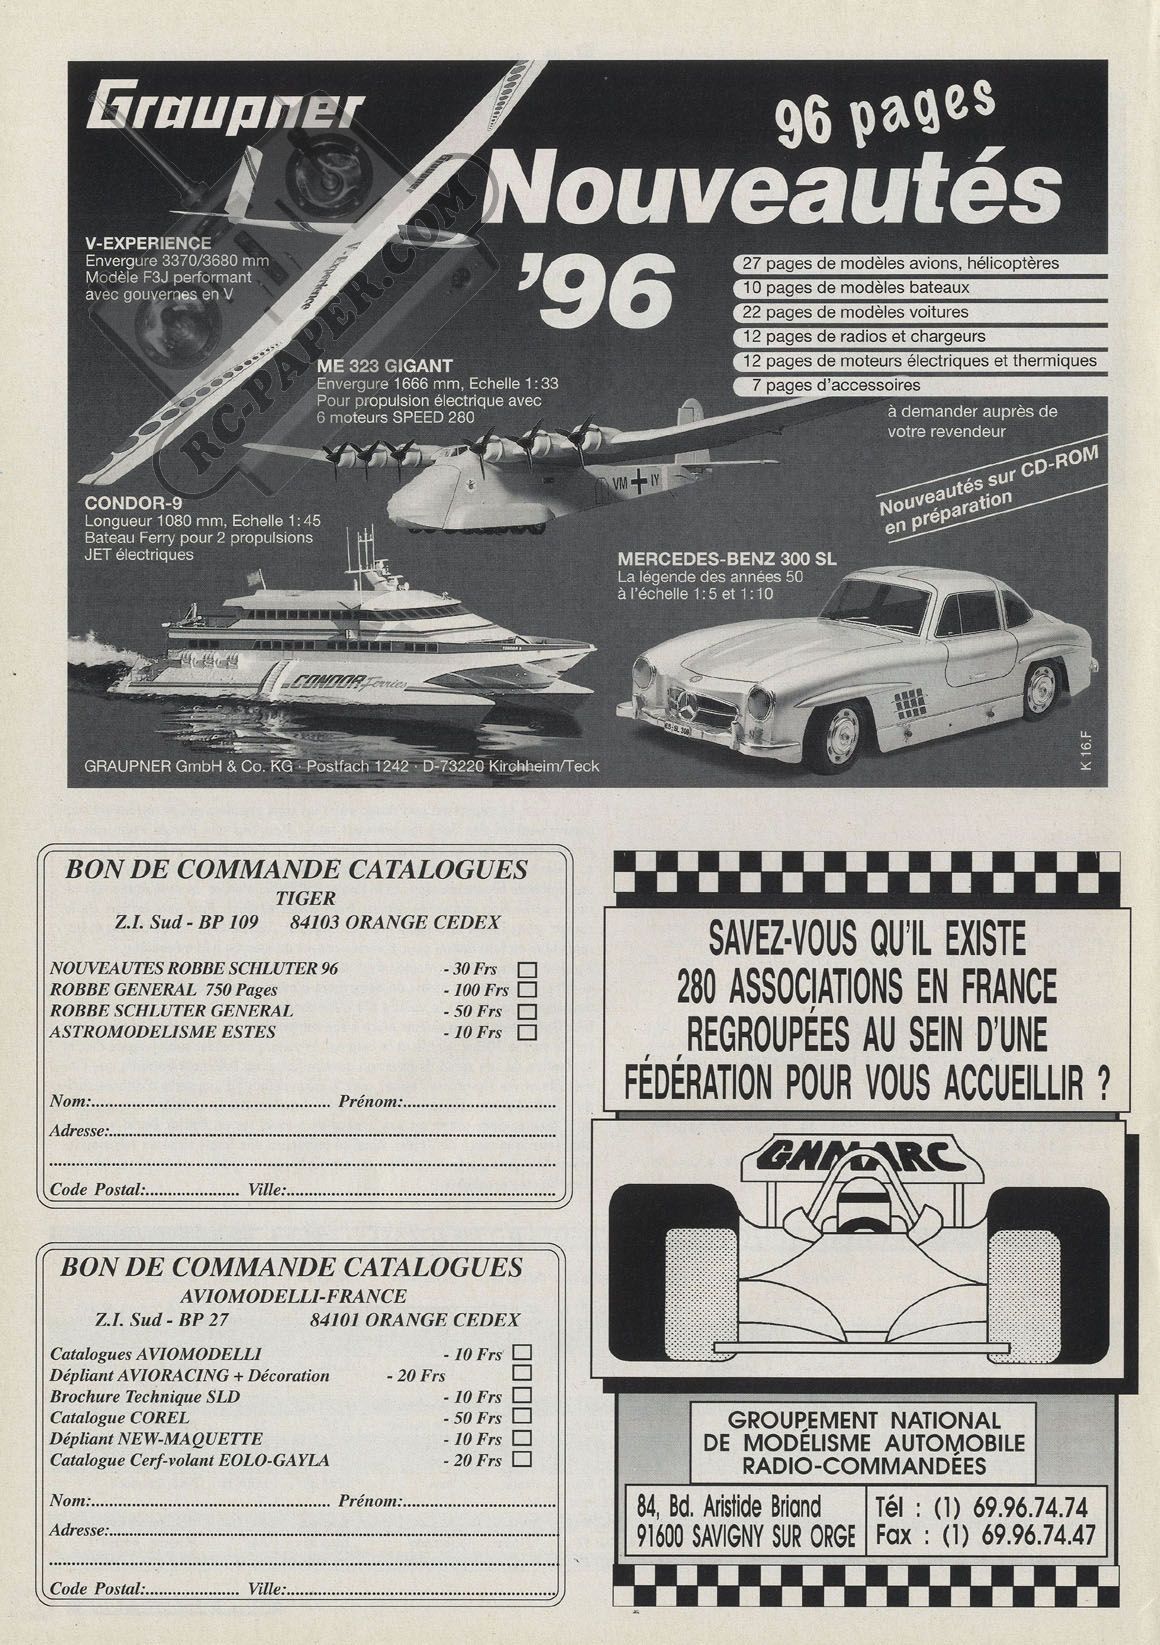 Graupner
96 pages
Nouveautés
'96
V-EXPERIENCE
Envergure 3370/3680 mm
Modèle F3J performant
avec gouvernes en V
V-Experience
27 pages de modèles avions, hélicoptères
10 pages de modèles bateaux
22 pages de modèles voitures
12 pages de radios et chargeurs
12 pages de moteurs électriques et thermiques
7 pages d'accessoires
à demander auprès de
votre revendeur
RC-PAPER.COM
ME 323 GIGANT
Envergure 1666 mm, Echelle 1:33
Pour propulsion électrique avec
6 moteurs SPEED 280
VM IY
Nouveautés sur CD-ROM
en préparation
CONDOR-9
Longueur 1080 mm, Echelle 1:45
Bateau Ferry pour 2 propulsions
JET électriques
CONDOR Ferries
MERCEDES-BENZ 300 SL
La légende des années 50
à l'échelle 1:5 et 1:10
GRAUPNER GmbH & Co. KG · Postfach 1242 · D-73220 Kirchheim/Teck
K 16.F
BON DE COMMANDE CATALOGUES
TIGER
Z.I. Sud - BP 109 84103 ORANGE CEDEX
NOUVEAUTES ROBBE SCHLUTER 96 - 30 Frs
ROBBE GENERAL 750 Pages - 100 Frs
ROBBE SCHLUTER GENERAL - 50 Frs
ASTROMODELISME ESTES - 10 Frs
Nom:.......................................... Prénom:............................
Adresse:...............................................................................
..........................................................................................
Code Postal:..................... Ville:................................................
BON DE COMMANDE CATALOGUES
AVIOMODELLI-FRANCE
Z.I. Sud - BP 27 84101 ORANGE CEDEX
Catalogues AVIOMODELLI - 10 Frs
Dépliant AVIORACING + Décoration - 20 Frs
Brochure Technique SLD - 10 Frs
Catalogue COREL - 50 Frs
Dépliant NEW-MAQUETTE - 10 Frs
Catalogue Cerf-volant EOLO-GAYLA - 20 Frs
Nom:.......................................... Prénom:............................
Adresse:...............................................................................
..........................................................................................
Code Postal:..................... Ville:................................................
SAVEZ-VOUS QU'IL EXISTE
280 ASSOCIATIONS EN FRANCE
REGROUPÉES AU SEIN D'UNE
FÉDÉRATION POUR VOUS ACCUEILLIR ?
GNMARC
GROUPEMENT NATIONAL
DE MODÉLISME AUTOMOBILE
RADIO-COMMANDÉES
84, Bd. Aristide Briand
91600 SAVIGNY SUR ORGE
Tél : (1) 69.96.74.74
Fax : (1) 69.96.74.47